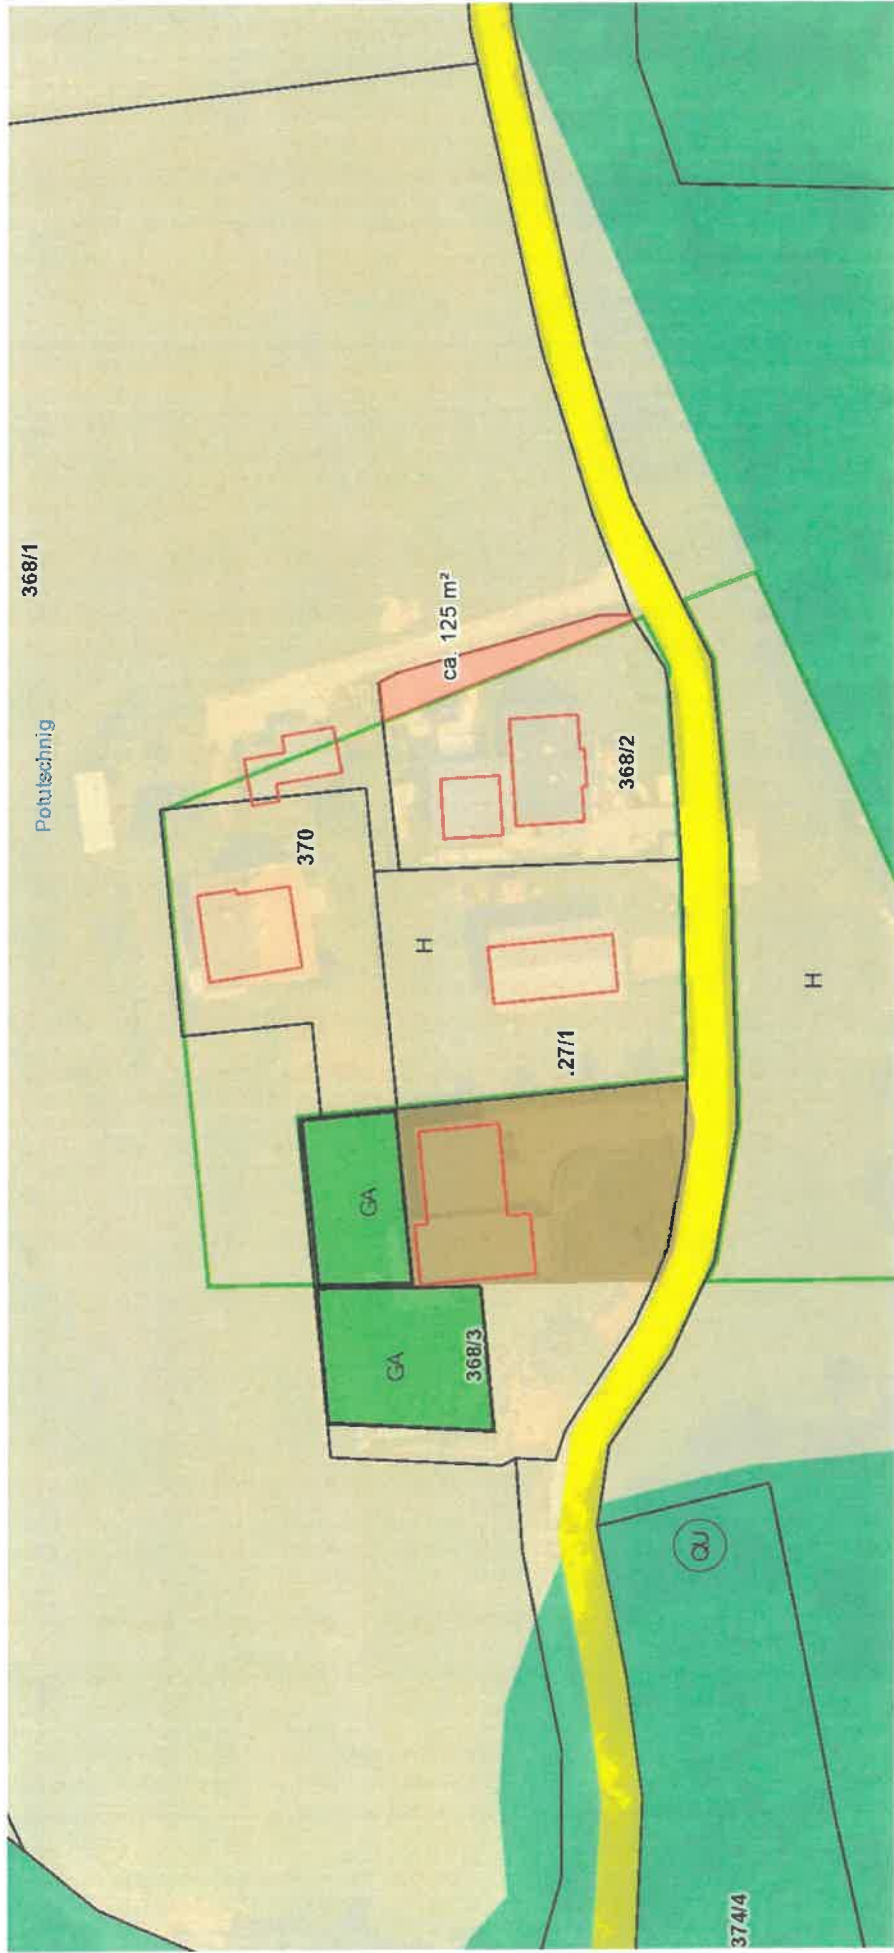 368/1
Potutschnig
ca. 125 m²
370
368/2
H
.27/1
H
GA
GA
368/3
QU
374/4